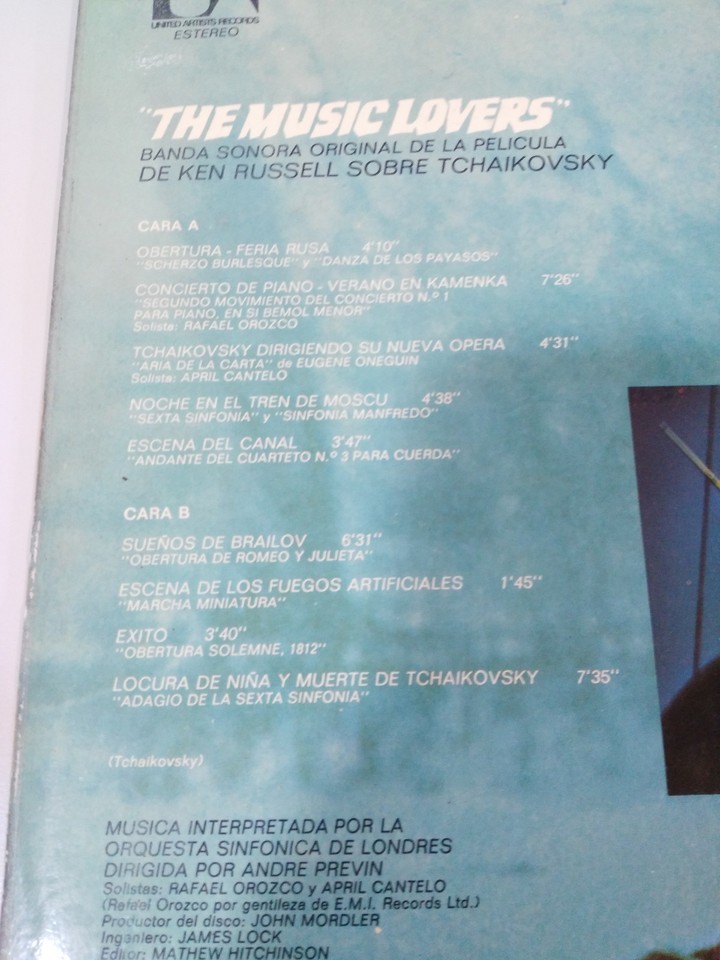 UNITED ARTISTS RECORDS
ESTEREO
"THE MUSIC LOVERS"
BANDA SONORA ORIGINAL DE LA PELICULA
DE KEN RUSSELL SOBRE TCHAIKOVSKY
CARA A
OBERTURA - FERIA RUSA 4'10"
"SCHERZO BURLESQUE" y "DANZA DE LOS PAYASOS"
CONCIERTO DE PIANO - VERANO EN KAMENKA 7'26"
"SEGUNDO MOVIMIENTO DEL CONCIERTO N.º 1
PARA PIANO, EN SI BEMOL MENOR"
Solista: RAFAEL OROZCO
TCHAIKOVSKY DIRIGIENDO SU NUEVA OPERA 4'31"
"ARIA DE LA CARTA" de EUGENE ONEGUIN
Solista: APRIL CANTELO
NOCHE EN EL TREN DE MOSCU 4'38"
"SEXTA SINFONIA" y "SINFONIA MANFREDO"
ESCENA DEL CANAL 3'47"
"ANDANTE DEL CUARTETO N.º 3 PARA CUERDA"
CARA B
SUEÑOS DE BRAILOV 6'31"
"OBERTURA DE ROMEO Y JULIETA"
ESCENA DE LOS FUEGOS ARTIFICIALES 1'45"
"MARCHA MINIATURA"
EXITO 3'40"
"OBERTURA SOLEMNE, 1812"
LOCURA DE NIÑA Y MUERTE DE TCHAIKOVSKY 7'35"
"ADAGIO DE LA SEXTA SINFONIA"
(Tchaikovsky)
MUSICA INTERPRETADA POR LA
ORQUESTA SINFONICA DE LONDRES
DIRIGIDA POR ANDRE PREVIN
Solistas: RAFAEL OROZCO y APRIL CANTELO
(Rafael Orozco por gentileza de E.M.I. Records Ltd.)
Productor del disco: JOHN MORDLER
Ingeniero: JAMES LOCK
Editor: MATHEW HITCHINSON